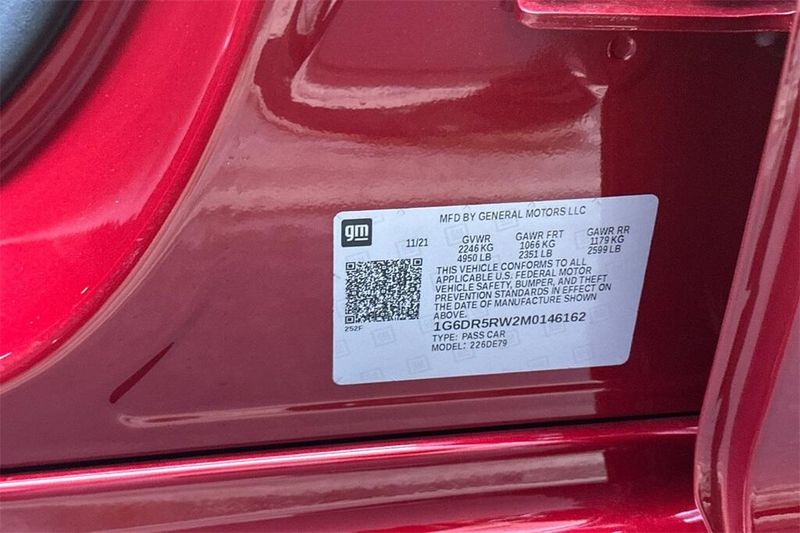 gm
MFD BY GENERAL MOTORS LLC
11/21 GVWR GAWR FRT GAWR RR
2246 KG 1066 KG 1179 KG
4950 LB 2351 LB 2599 LB
THIS VEHICLE CONFORMS TO ALL
APPLICABLE U.S. FEDERAL MOTOR
VEHICLE SAFETY, BUMPER, AND THEFT
PREVENTION STANDARDS IN EFFECT ON
THE DATE OF MANUFACTURE SHOWN
ABOVE.
252F
1G6DR5RW2M0146162
TYPE: PASS CAR
MODEL: 226DE79